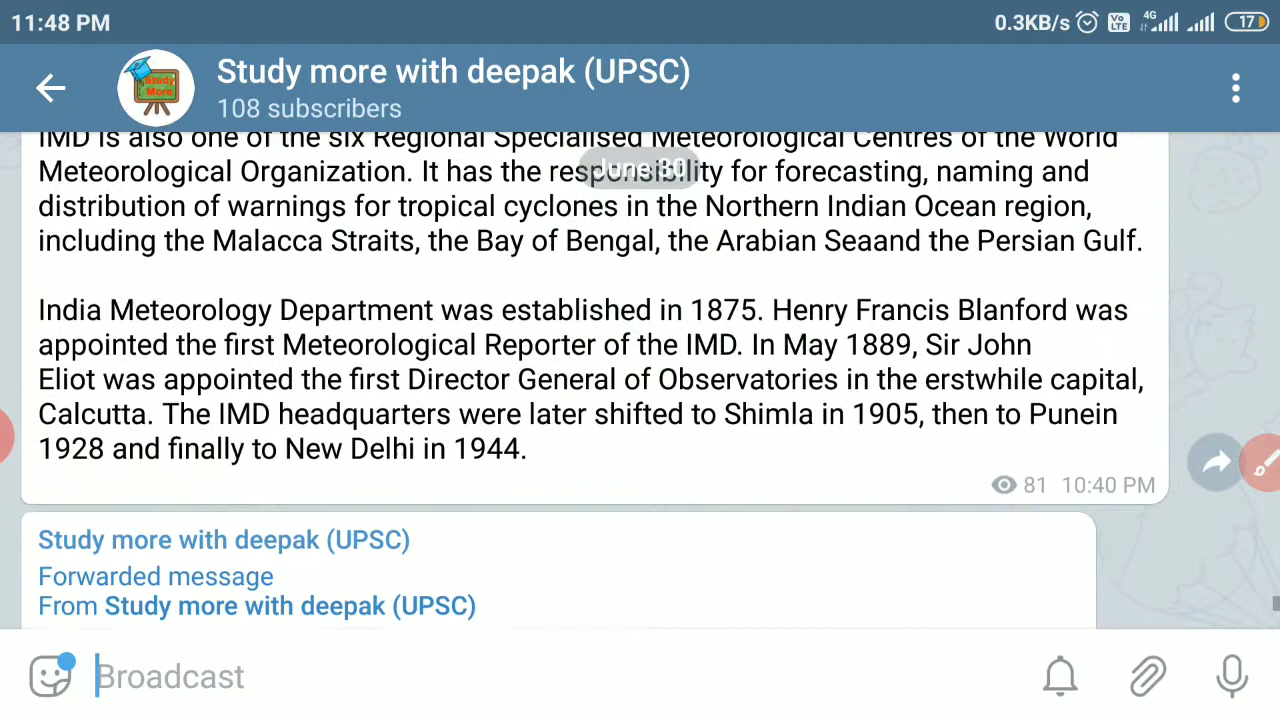 11:48 PM
0.3KB/s
Vo LTE
4G
17
Study more with deepak (UPSC)
108 subscribers
Study More
IMD is also one of the six Regional Specialised Meteorological Centres of the World
June 30
Meteorological Organization. It has the responsibility for forecasting, naming and
distribution of warnings for tropical cyclones in the Northern Indian Ocean region,
including the Malacca Straits, the Bay of Bengal, the Arabian Seaand the Persian Gulf.
India Meteorology Department was established in 1875. Henry Francis Blanford was
appointed the first Meteorological Reporter of the IMD. In May 1889, Sir John
Eliot was appointed the first Director General of Observatories in the erstwhile capital,
Calcutta. The IMD headquarters were later shifted to Shimla in 1905, then to Punein
1928 and finally to New Delhi in 1944.
81 10:40 PM
Study more with deepak (UPSC)
Forwarded message
From Study more with deepak (UPSC)
Broadcast